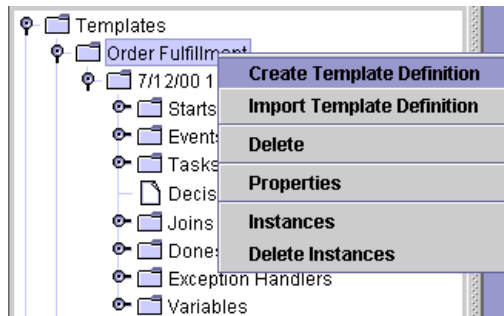 Templates
Order Fulfillment
Create Template Definition
7/12/00 1
Import Template Definition
Starts
Events
Delete
Tasks
Properties
Decis
Instances
Joins
Delete Instances
Dones
Exception Handlers
Variables